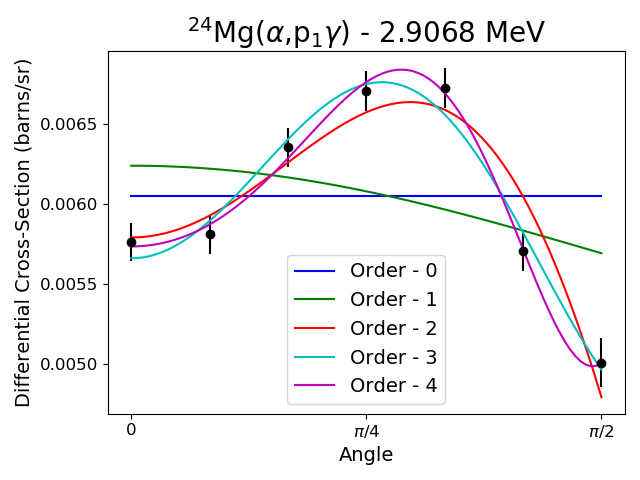 ²⁴Mg(α,p₁γ) - 2.9068 MeV
Differential Cross-Section (barns/sr)
0.0065
0.0060
0.0055
0.0050
Order - 0
Order - 1
Order - 2
Order - 3
Order - 4
0
π/4
π/2
Angle